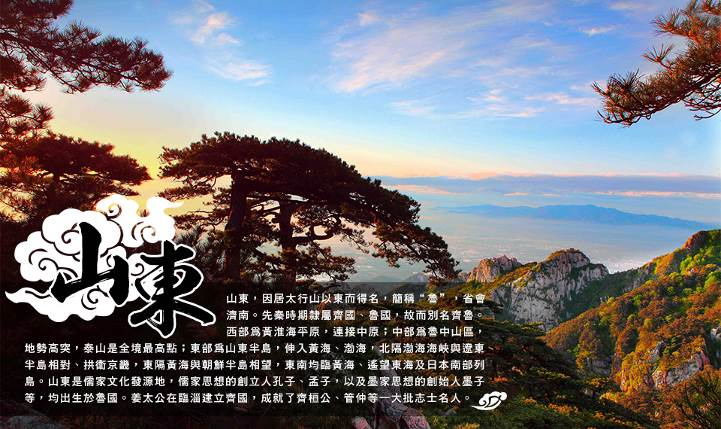 山東
山東，因居太行山以東而得名，簡稱“魯”，省會
濟南。先秦時期隸屬齊國、魯國，故而別名齊魯。
西部爲黃淮海平原，連接中原；中部爲魯中山區，
地勢高突，泰山是全境最高點；東部爲山東半島，伸入黃海、渤海，北隔渤海海峽與遼東
半島相對、拱衛京畿，東隔黃海與朝鮮半島相望，東南均臨黃海、遙望東海及日本南部列
島。山東是儒家文化發源地，儒家思想的創立人孔子、孟子，以及墨家思想的創始人墨子
等，均出生於魯國。姜太公在臨淄建立齊國，成就了齊桓公、管仲等一大批志士名人。